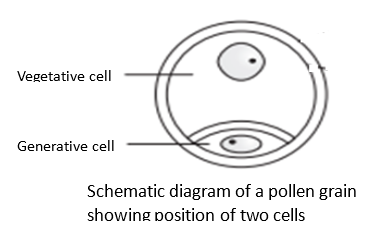 Vegetative cell
Generative cell
Schematic diagram of a pollen grain
showing position of two cells